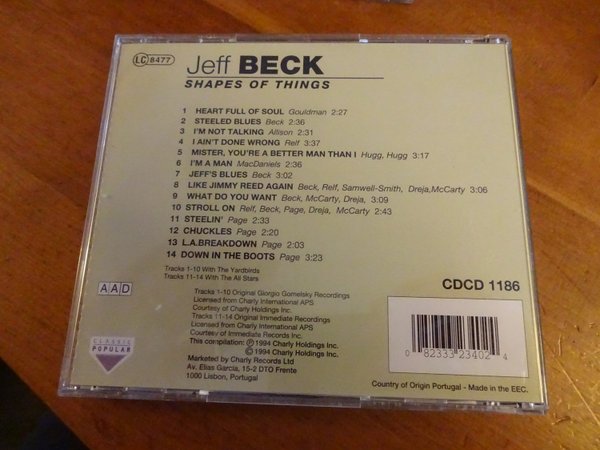 LC 8477
Jeff BECK
SHAPES OF THINGS
1 HEART FULL OF SOUL Gouldman 2:27
2 STEELED BLUES Beck 2:36
3 I'M NOT TALKING Allison 2:31
4 I AIN'T DONE WRONG Relf 3:37
5 MISTER, YOU'RE A BETTER MAN THAN I Hugg, Hugg 3:17
6 I'M A MAN MacDaniels 2:36
7 JEFF'S BLUES Beck 3:02
8 LIKE JIMMY REED AGAIN Beck, Relf, Samwell-Smith, Dreja,McCarty 3:06
9 WHAT DO YOU WANT Beck, McCarty, Dreja, 3:09
10 STROLL ON Relf, Beck, Page, Dreja, McCarty 2:43
11 STEELIN' Page 2:33
12 CHUCKLES Page 2:20
13 L.A.BREAKDOWN Page 2:03
14 DOWN IN THE BOOTS Page 3:23
Tracks 1-10 With The Yardbirds
Tracks 11-14 With The All Stars
AAD
CDCD 1186
Tracks 1-10 Original Giorgio Gomelsky Recordings
Licensed from Charly International APS
Courtesy of Charly Holdings Inc.
Tracks 11-14 Original Immediate Recordings
Licensed from Charly International APS
Courtesy of Immediate Records Inc.
This compilation: ℗ 1994 Charly Holdings Inc.
© 1994 Charly Holdings Inc.
Marketed by Charly Records Ltd
Av. Elias Garcia, 15-2 DTO Frente
1000 Lisbon, Portugal
CLASSIC
POPULAR
0 82333 23402 4
Country of Origin Portugal - Made in the EEC.